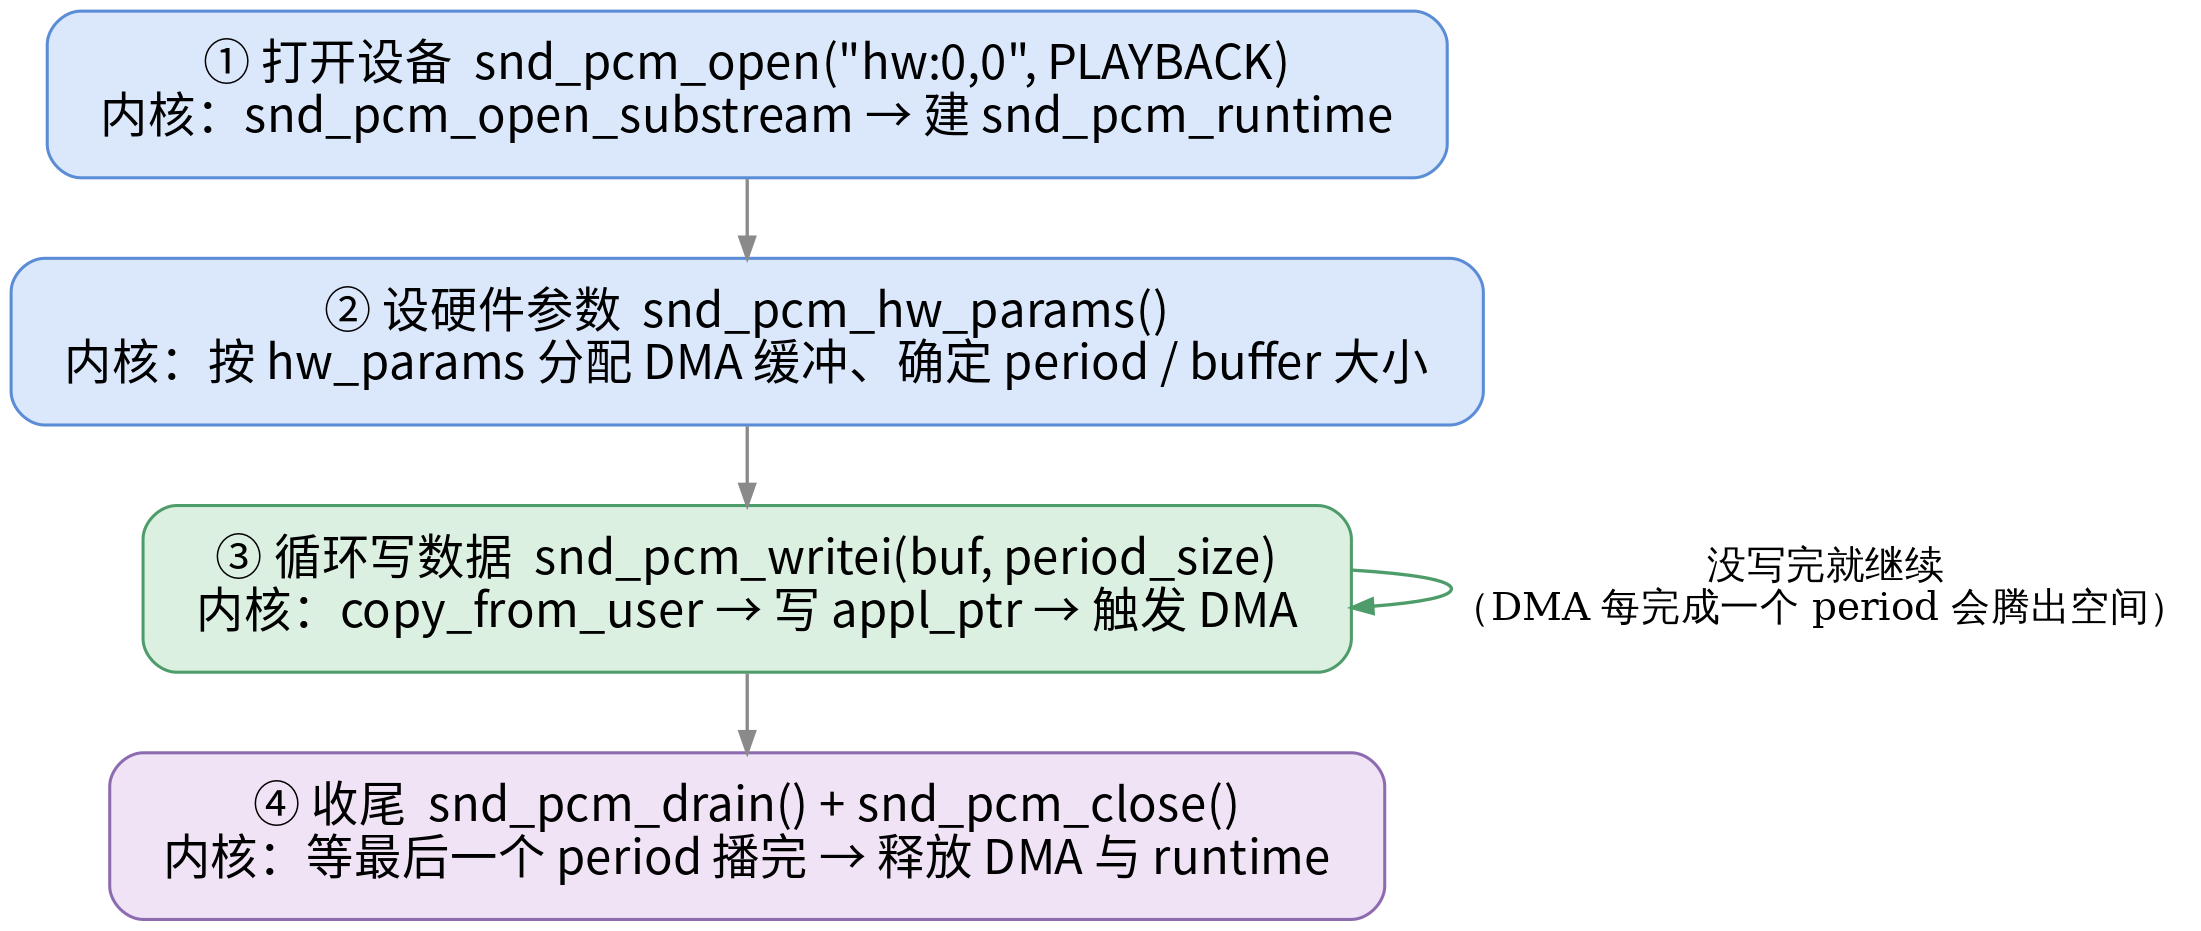 ① 打开设备 snd_pcm_open("hw:0,0", PLAYBACK)
内核：snd_pcm_open_substream → 建 snd_pcm_runtime
② 设硬件参数 snd_pcm_hw_params()
内核：按 hw_params 分配 DMA 缓冲、确定 period / buffer 大小
③ 循环写数据 snd_pcm_writei(buf, period_size)
内核：copy_from_user → 写 appl_ptr → 触发 DMA
没写完就继续
（DMA 每完成一个 period 会腾出空间）
④ 收尾 snd_pcm_drain() + snd_pcm_close()
内核：等最后一个 period 播完 → 释放 DMA 与 runtime